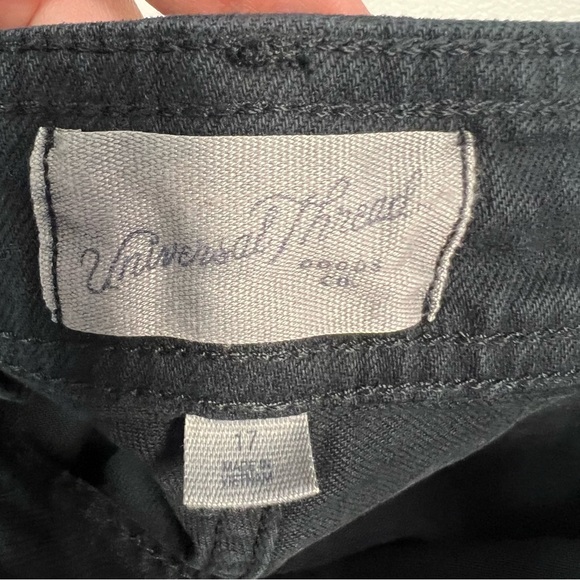 Universal Thread
GOODS
CO.
17
MADE IN
VIETNAM